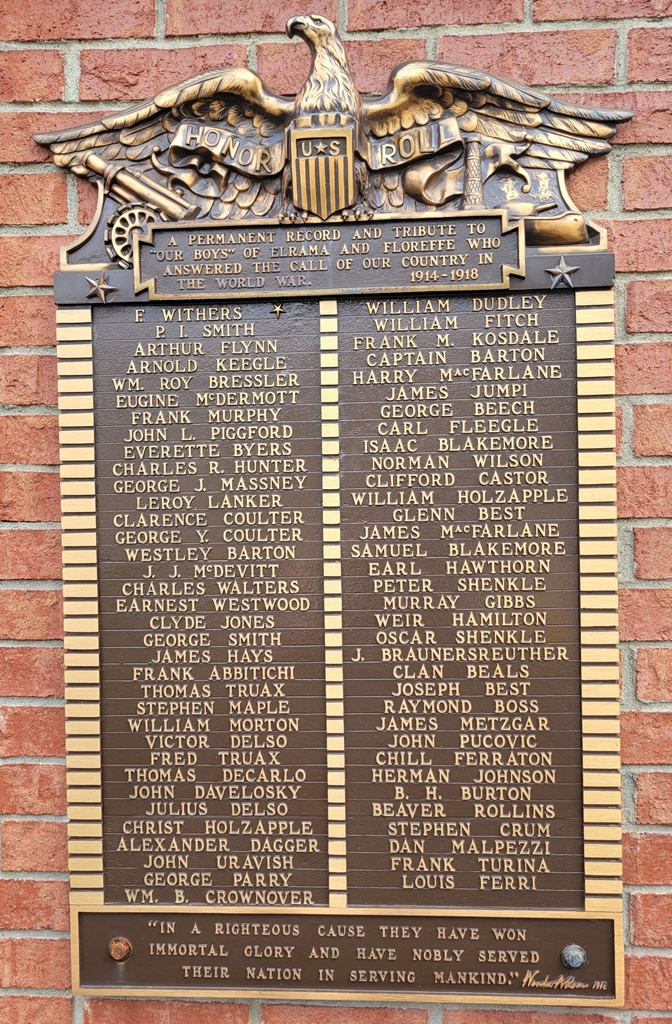 HONOR ROLL
U★S
A PERMANENT RECORD AND TRIBUTE TO
"OUR BOYS" OF ELRAMA AND FLOREFFE WHO
ANSWERED THE CALL OF OUR COUNTRY IN
THE WORLD WAR. 1914-1918
F. WITHERS ★
P. I. SMITH
ARTHUR FLYNN
ARNOLD KEEGLE
WM. ROY BRESSLER
EUGINE McDERMOTT
FRANK MURPHY
JOHN L. PIGGFORD
EVERETTE BYERS
CHARLES R. HUNTER
GEORGE J. MASSNEY
LEROY LANKER
CLARENCE COULTER
GEORGE Y. COULTER
WESTLEY BARTON
J. J. McDEVITT
CHARLES WALTERS
EARNEST WESTWOOD
CLYDE JONES
GEORGE SMITH
JAMES HAYS
FRANK ABBITICHI
THOMAS TRUAX
STEPHEN MAPLE
WILLIAM MORTON
VICTOR DELSO
FRED TRUAX
THOMAS DECARLO
JOHN DAVELOSKY
JULIUS DELSO
CHRIST HOLZAPPLE
ALEXANDER DAGGER
JOHN URAVISH
GEORGE PARRY
WM. B. CROWNOVER
WILLIAM DUDLEY
WILLIAM FITCH
FRANK M. KOSDALE
CAPTAIN BARTON
HARRY MacFARLANE
JAMES JUMPI
GEORGE BEECH
CARL FLEEGLE
ISAAC BLAKEMORE
NORMAN WILSON
CLIFFORD CASTOR
WILLIAM HOLZAPPLE
GLENN BEST
JAMES MacFARLANE
SAMUEL BLAKEMORE
EARL HAWTHORN
PETER SHENKLE
MURRAY GIBBS
WEIR HAMILTON
OSCAR SHENKLE
J. BRAUNERSREUTHER
CLAN BEALS
JOSEPH BEST
RAYMOND BOSS
JAMES METZGAR
JOHN PUCOVIC
CHILL FERRATON
HERMAN JOHNSON
B. H. BURTON
BEAVER ROLLINS
STEPHEN CRUM
DAN MALPEZZI
FRANK TURINA
LOUIS FERRI
"IN A RIGHTEOUS CAUSE THEY HAVE WON
IMMORTAL GLORY AND HAVE NOBLY SERVED
THEIR NATION IN SERVING MANKIND." Woodrow Wilson 1918